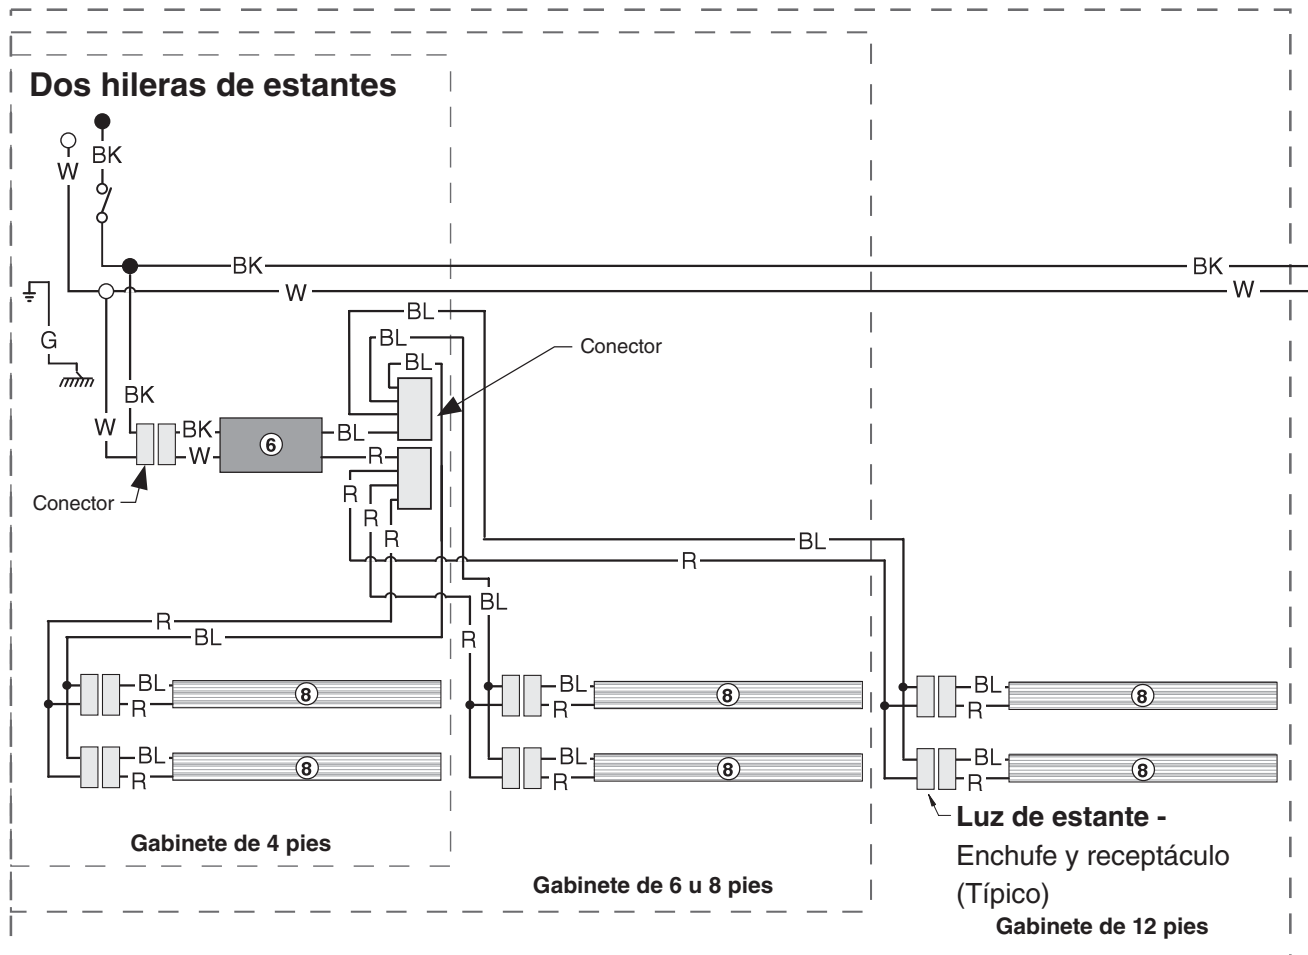 Dos hileras de estantes
BK
W
BK
BK
W
W
BL
G
BL
Conector
BL
BK
W
BK
BL
6
W
R
Conector
R
R
R
BL
R
BL
R
R
BL
BL
8
R
BL
8
R
BL
8
R
BL
8
R
BL
8
R
BL
8
R
Luz de estante -
Enchufe y receptáculo
(Típico)
Gabinete de 4 pies
Gabinete de 6 u 8 pies
Gabinete de 12 pies